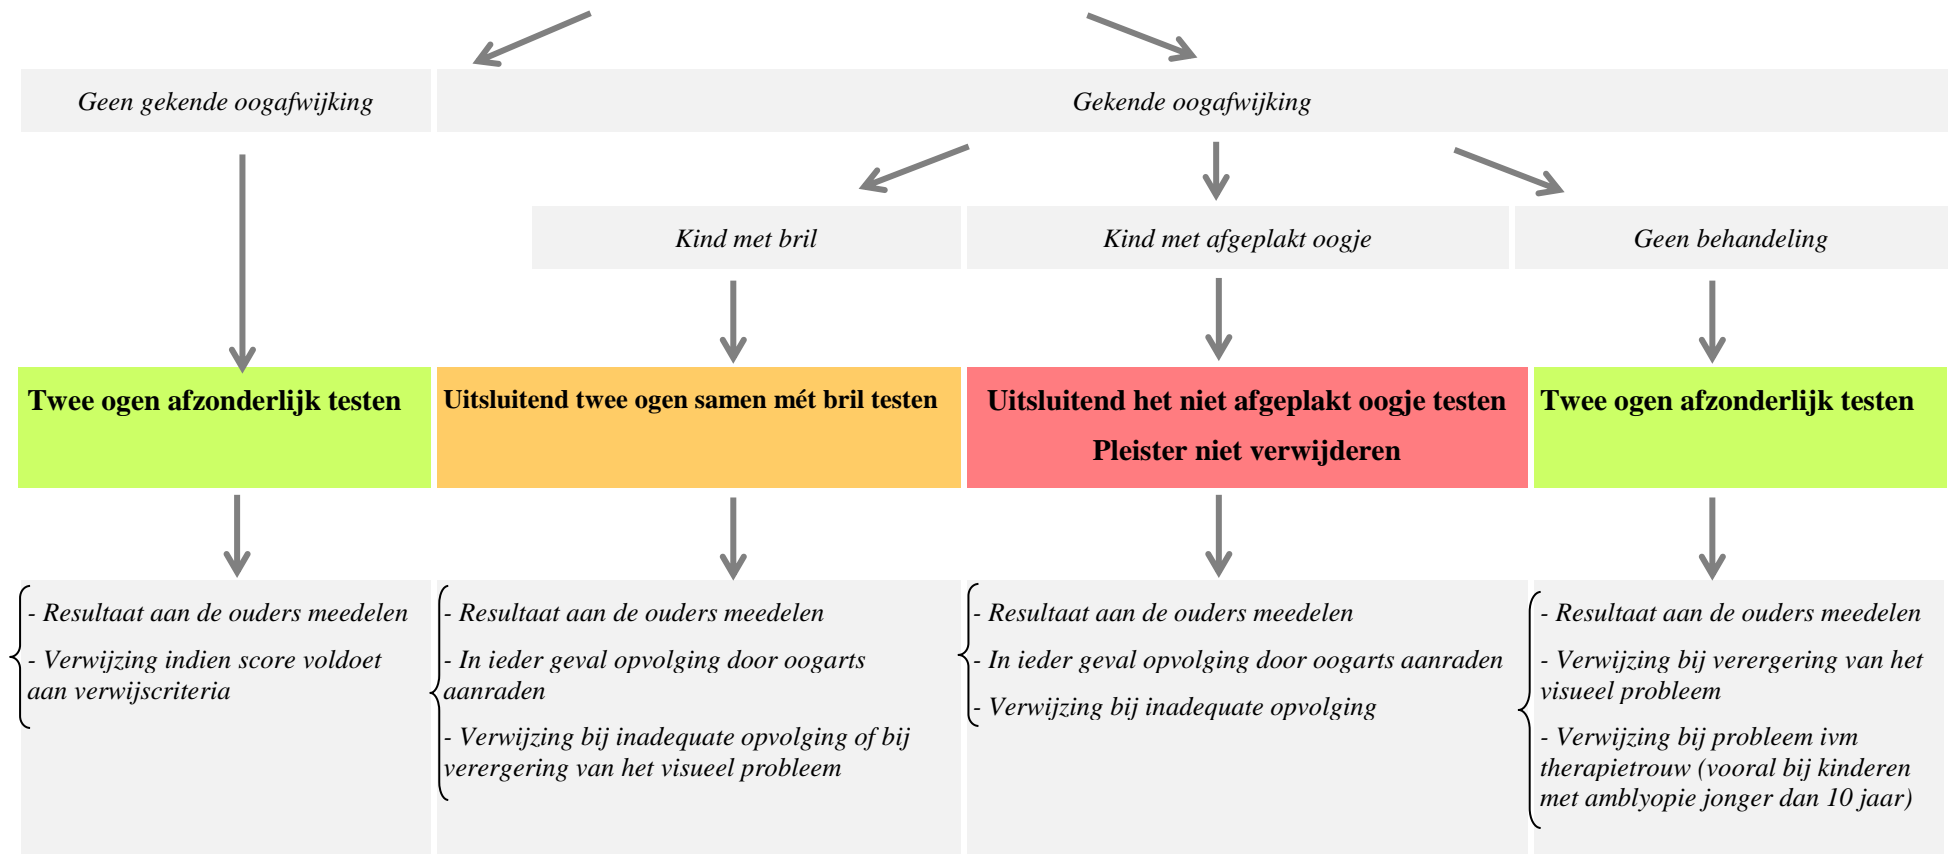 Geen gekende oogafwijking
Gekende oogafwijking
Kind met bril
Kind met afgeplakt oogje
Geen behandeling
Twee ogen afzonderlijk testen
Uitsluitend twee ogen samen mét bril testen
Uitsluitend het niet afgeplakt oogje testen
Pleister niet verwijderen
Twee ogen afzonderlijk testen
- Resultaat aan de ouders meedelen
- Verwijzing indien score voldoet
aan verwijscriteria
- Resultaat aan de ouders meedelen
- In ieder geval opvolging door oogarts
aanraden
- Verwijzing bij inadequate opvolging of bij
verergering van het visueel probleem
- Resultaat aan de ouders meedelen
- In ieder geval opvolging door oogarts aanraden
- Verwijzing bij inadequate opvolging
- Resultaat aan de ouders meedelen
- Verwijzing bij verergering van het
visueel probleem
- Verwijzing bij probleem ivm
therapietrouw (vooral bij kinderen
met amblyopie jonger dan 10 jaar)